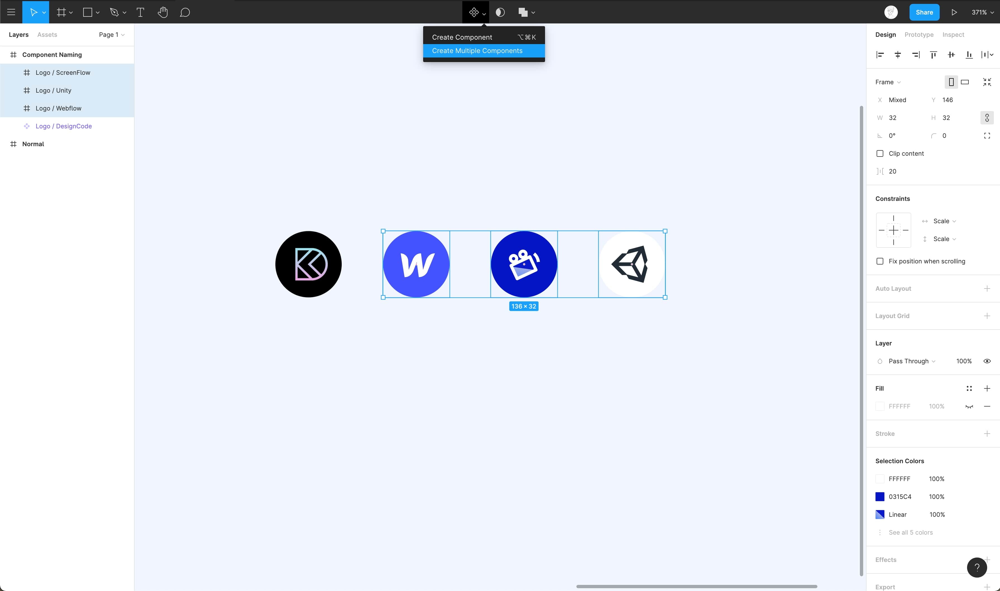 Share
371%
Create Component ⌥⌘K
Create Multiple Components
Layers Assets Page 1
Component Naming
Logo / ScreenFlow
Logo / Unity
Logo / Webflow
Logo / DesignCode
Normal
136 × 32
Design Prototype Inspect
Frame
X Mixed Y 146
W 32 H 32
0° 0
Clip content
20
Constraints
Scale
Scale
Fix position when scrolling
Auto Layout
Layout Grid
Layer
Pass Through 100%
Fill
FFFFFF 100%
Stroke
Selection Colors
FFFFFF 100%
0315C4 100%
Linear 100%
See all 5 colors
Effects
?
Export